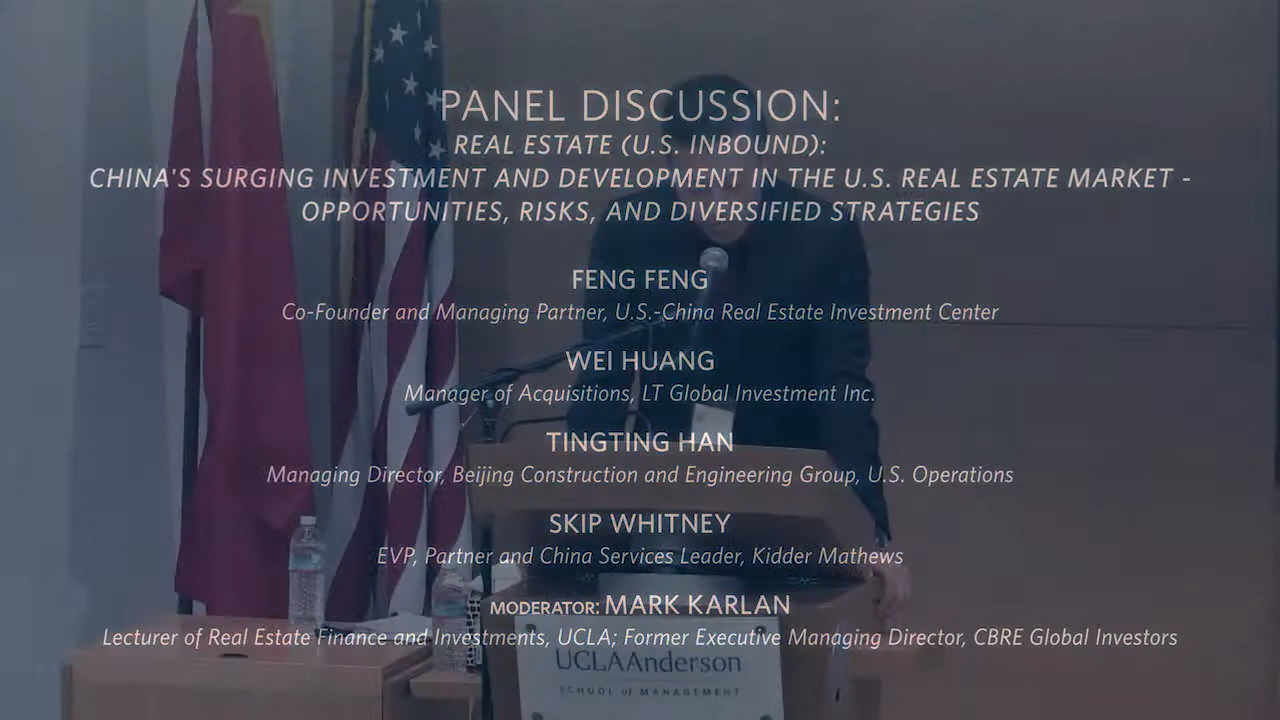 PANEL DISCUSSION:
REAL ESTATE (U.S. INBOUND):
CHINA'S SURGING INVESTMENT AND DEVELOPMENT IN THE U.S. REAL ESTATE MARKET -
OPPORTUNITIES, RISKS, AND DIVERSIFIED STRATEGIES
FENG FENG
Co-Founder and Managing Partner, U.S.-China Real Estate Investment Center
WEI HUANG
Manager of Acquisitions, LT Global Investment Inc.
TINGTING HAN
Managing Director, Beijing Construction and Engineering Group, U.S. Operations
SKIP WHITNEY
EVP, Partner and China Services Leader, Kidder Mathews
MODERATOR: MARK KARLAN
Lecturer of Real Estate Finance and Investments, UCLA; Former Executive Managing Director, CBRE Global Investors
UCLAAnderson
SCHOOL of MANAGEMENT